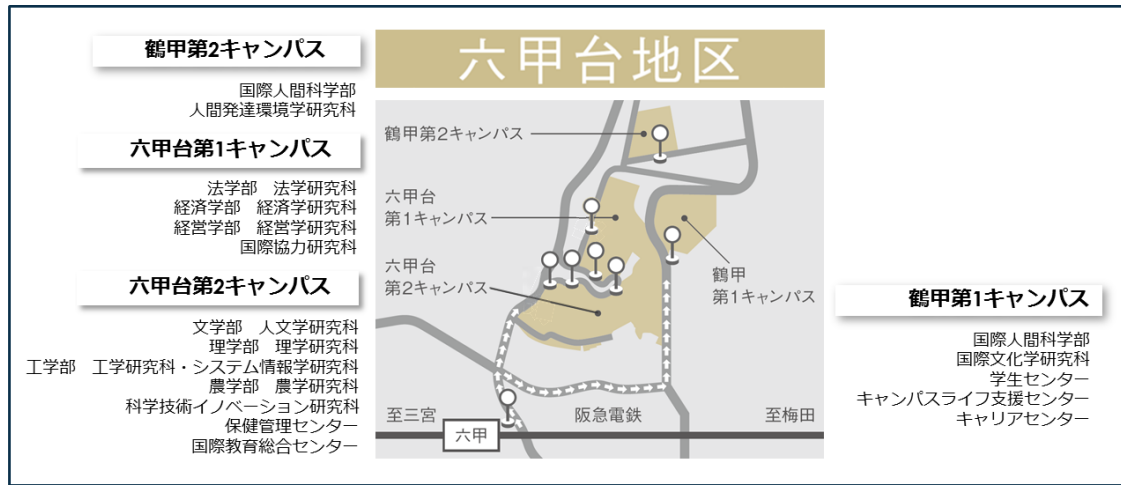 鶴甲第2キャンパス
国際人間科学部
人間発達環境学研究科
六甲台第1キャンパス
法学部　法学研究科
経済学部　経済学研究科
経営学部　経営学研究科
国際協力研究科
六甲台第2キャンパス
文学部　人文学研究科
理学部　理学研究科
工学部　工学研究科・システム情報学研究科
農学部　農学研究科
科学技術イノベーション研究科
保健管理センター
国際教育総合センター
六甲台地区
鶴甲第2キャンパス
六甲台
第1キャンパス
六甲台
第2キャンパス
鶴甲
第1キャンパス
至三宮
阪急電鉄
至梅田
六甲
鶴甲第1キャンパス
国際人間科学部
国際文化学研究科
学生センター
キャンパスライフ支援センター
キャリアセンター